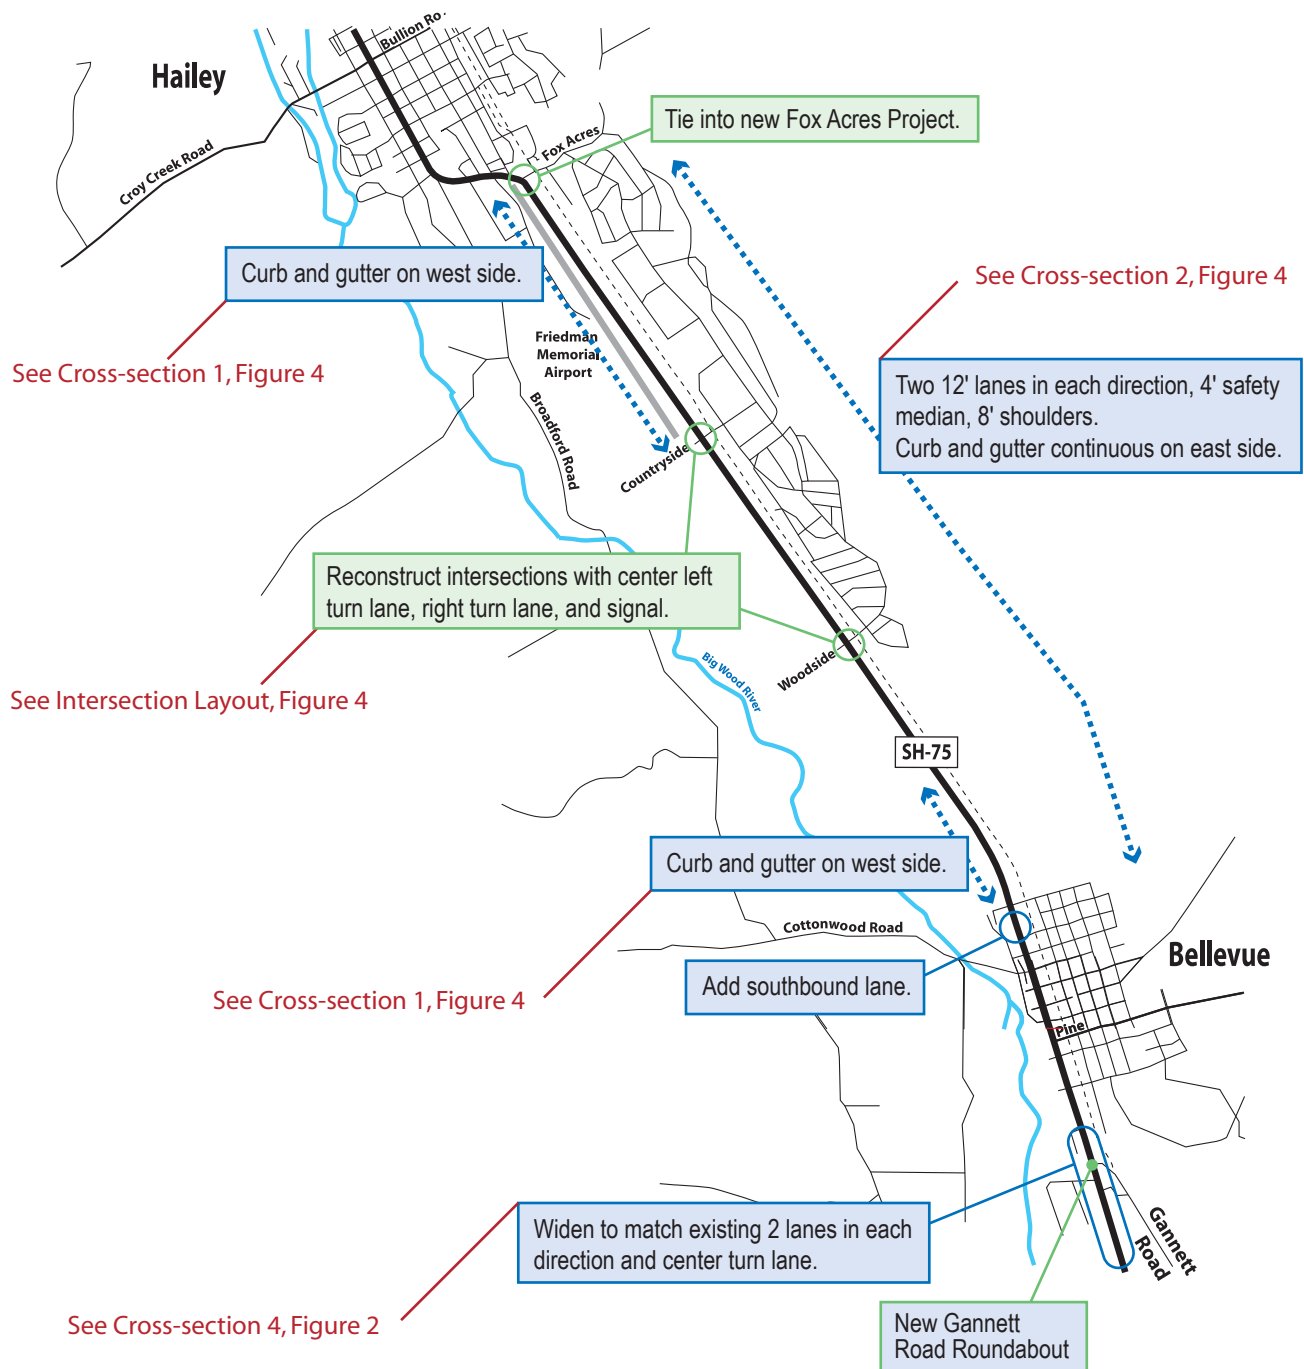 Bullion Ro
Hailey
Tie into new Fox Acres Project.
Fox Acres
Croy Creek Road
Curb and gutter on west side.
See Cross-section 2, Figure 4
Friedman
Memorial
Airport
See Cross-section 1, Figure 4
Two 12' lanes in each direction, 4' safety
median, 8' shoulders.
Curb and gutter continuous on east side.
Broadford Road
Countryside
Reconstruct intersections with center left
turn lane, right turn lane, and signal.
Woodside
Big Wood River
See Intersection Layout, Figure 4
SH-75
Curb and gutter on west side.
Cottonwood Road
Bellevue
Add southbound lane.
See Cross-section 1, Figure 4
Pine
Widen to match existing 2 lanes in each
direction and center turn lane.
Gannett
Road
See Cross-section 4, Figure 2
New Gannett
Road Roundabout